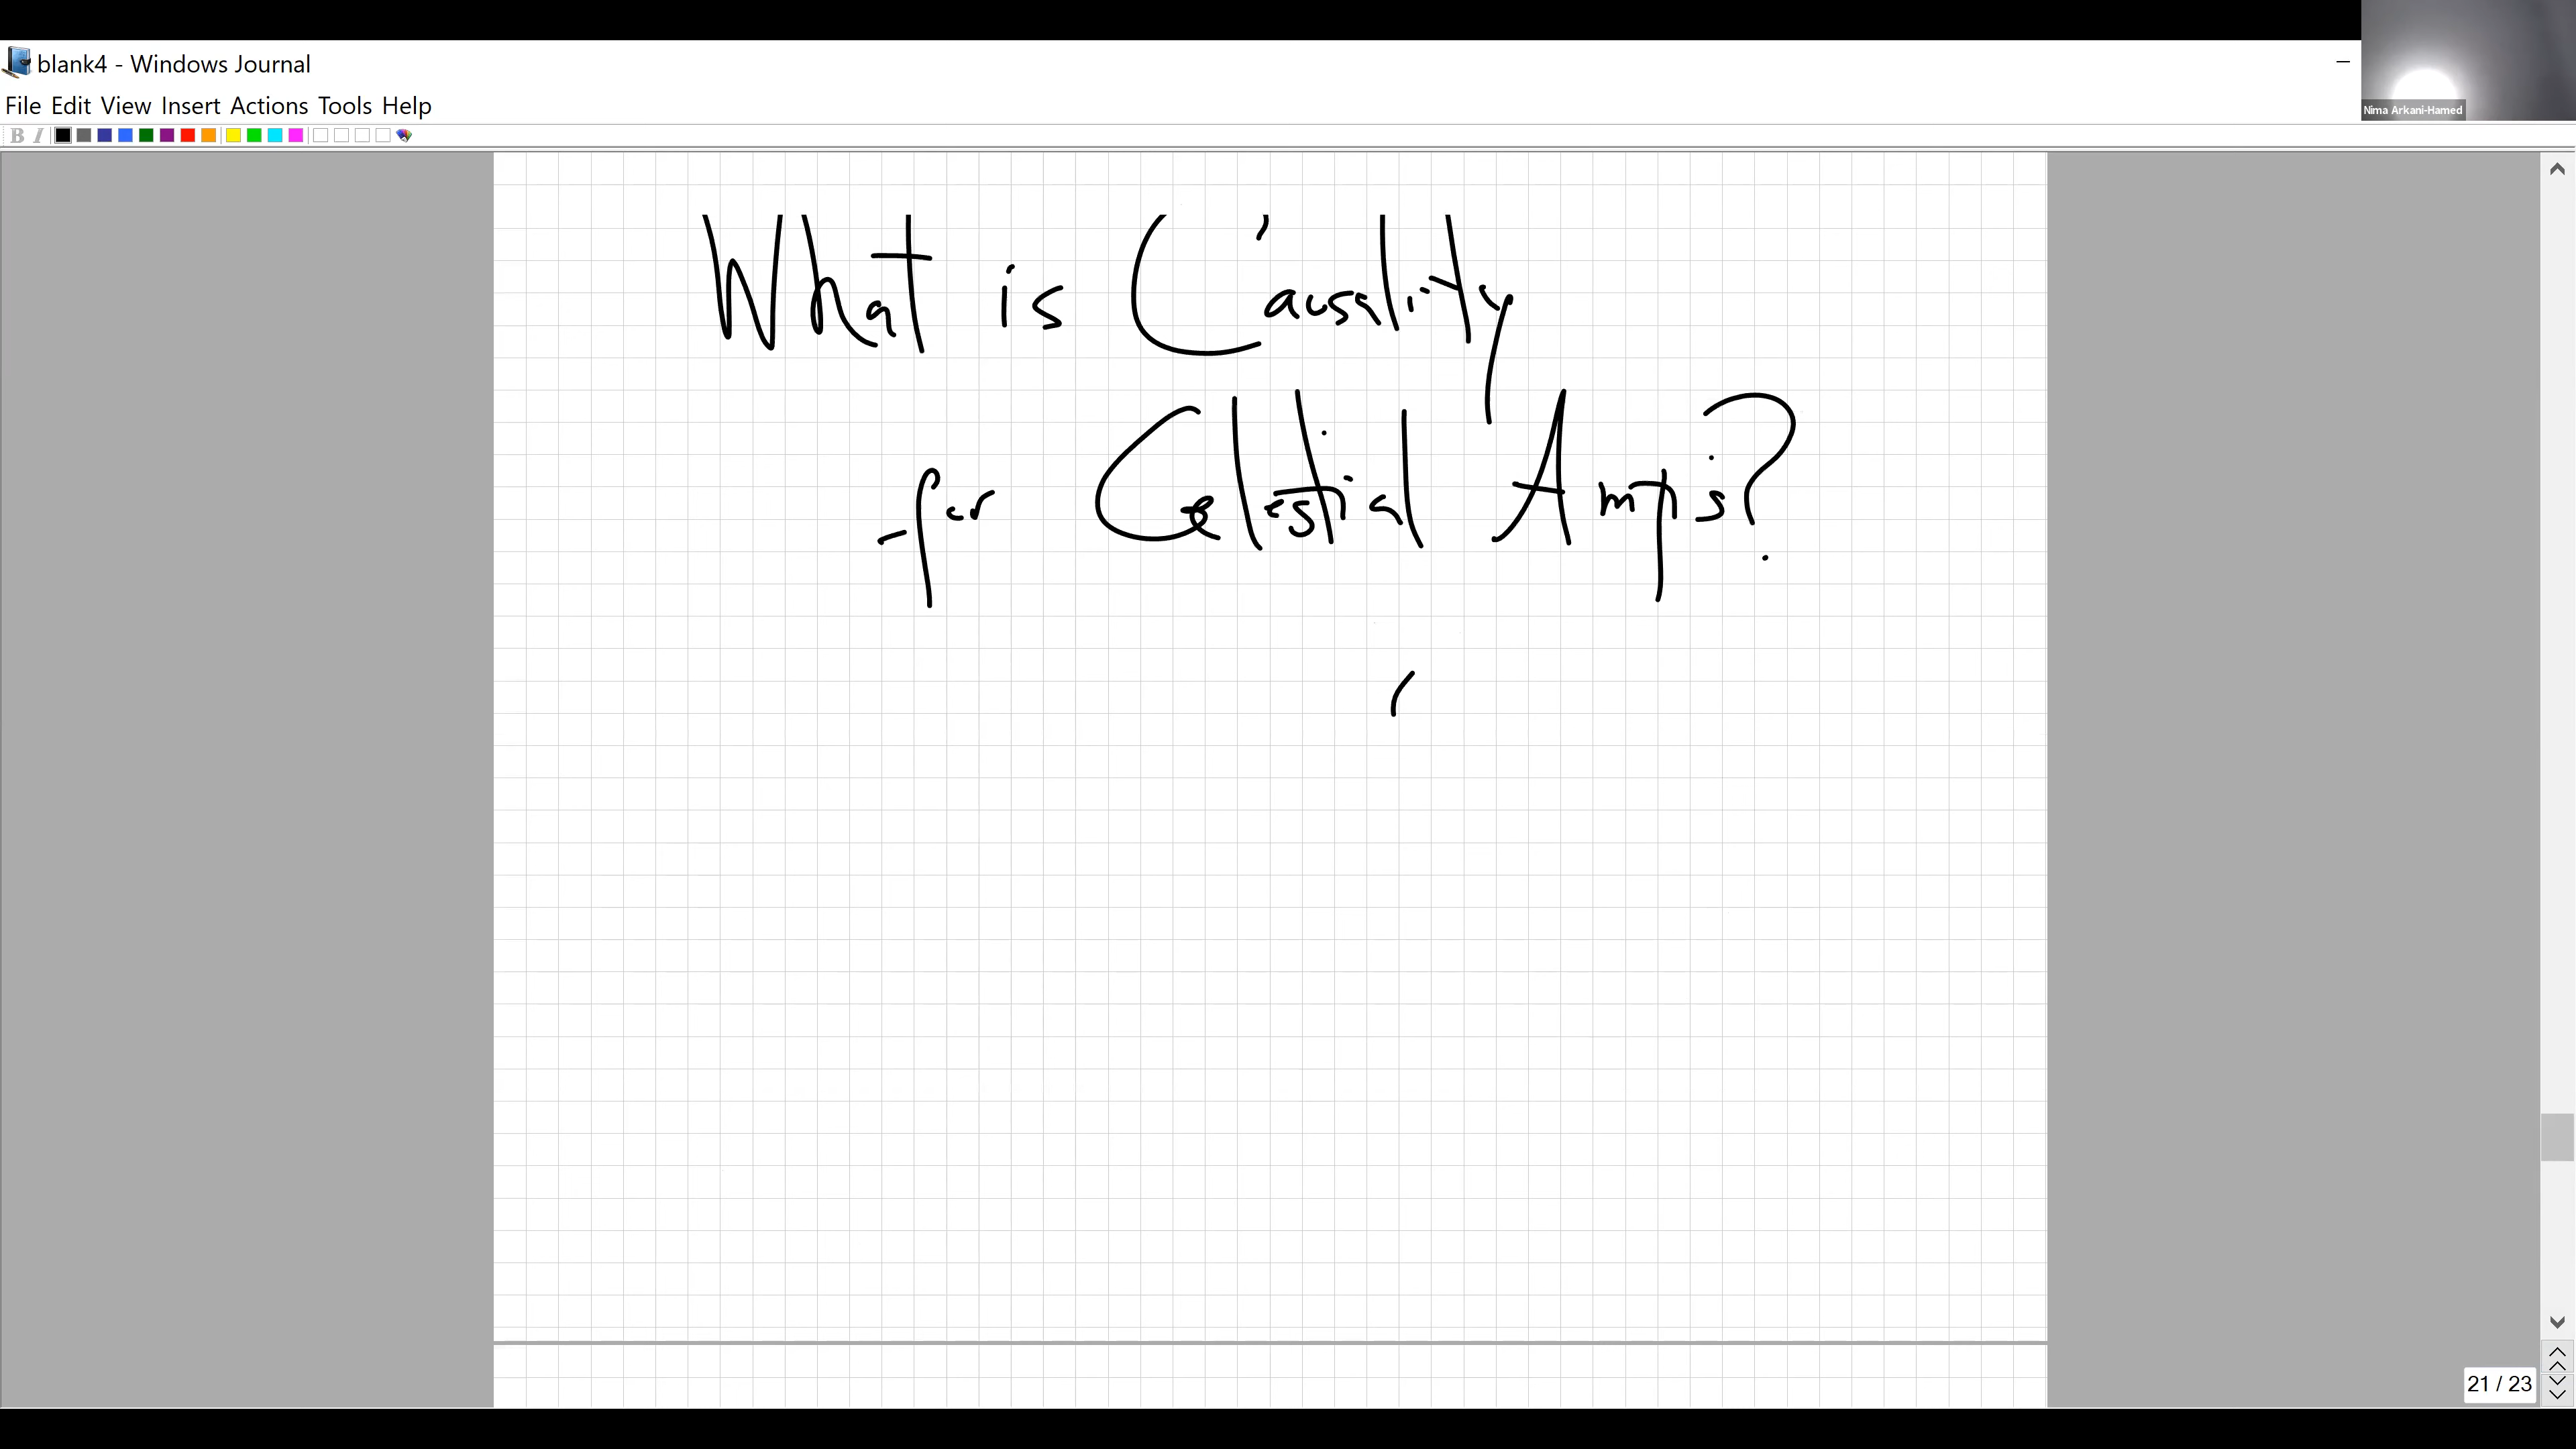 blank4 - Windows Journal
Nima Arkani-Hamed
File Edit View Insert Actions Tools Help
B I
What is Causality
for Celestial Amps?
21 / 23